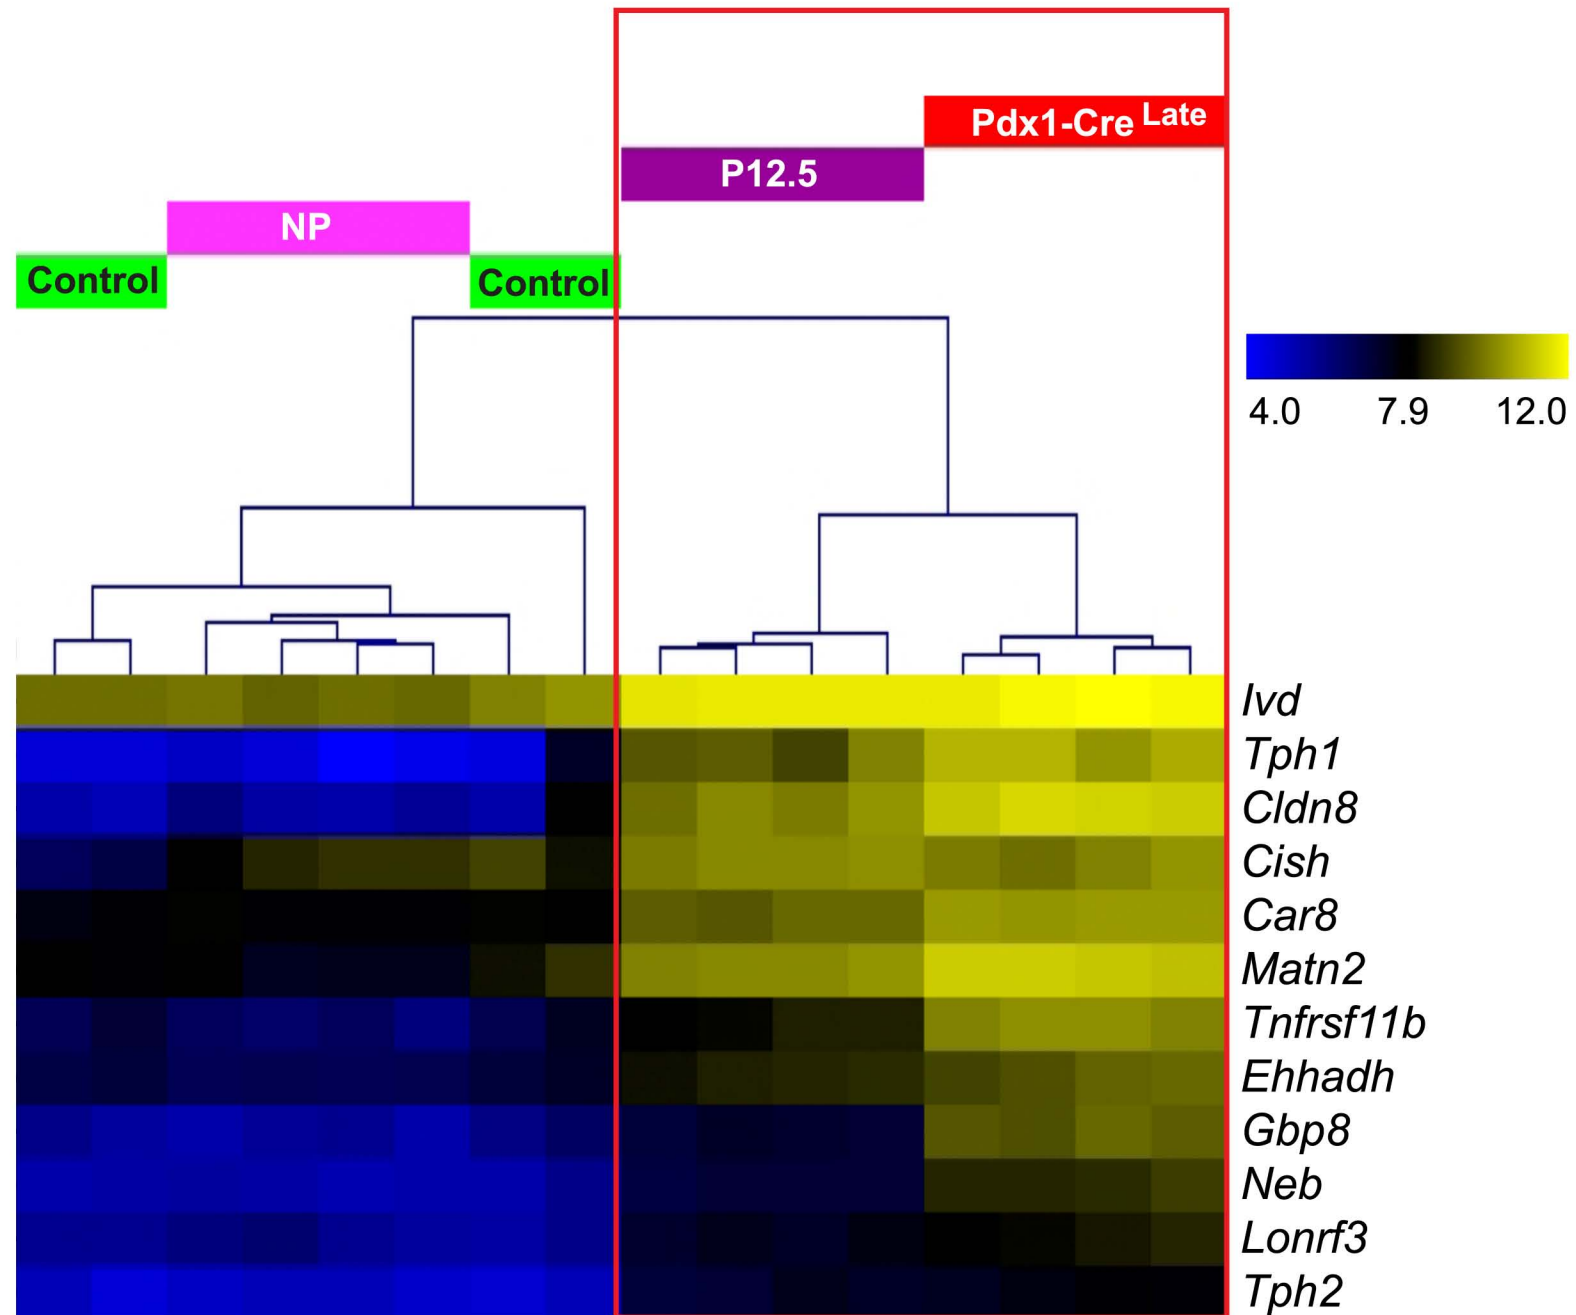 Pdx1-Cre Late
P12.5
NP
Control
Control
4.0 7.9 12.0
Ivd
Tph1
Cldn8
Cish
Car8
Matn2
Tnfrsf11b
Ehhadh
Gbp8
Neb
Lonrf3
Tph2